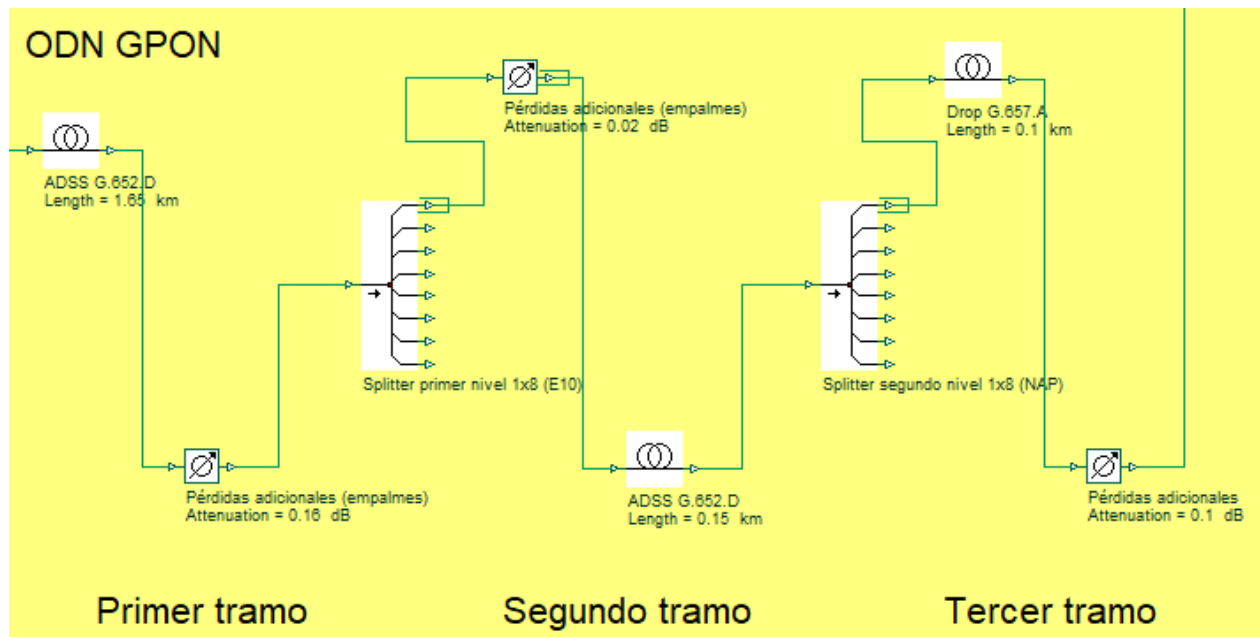 ODN GPON
ADSS G.652.D
Length = 1.65 km
Pérdidas adicionales (empalmes)
Attenuation = 0.16 dB
Splitter primer nivel 1x8 (E10)
Pérdidas adicionales (empalmes)
Attenuation = 0.02 dB
ADSS G.652.D
Length = 0.15 km
Splitter segundo nivel 1x8 (NAP)
Drop G.657.A
Length = 0.1 km
Pérdidas adicionales
Attenuation = 0.1 dB
Primer tramo
Segundo tramo
Tercer tramo